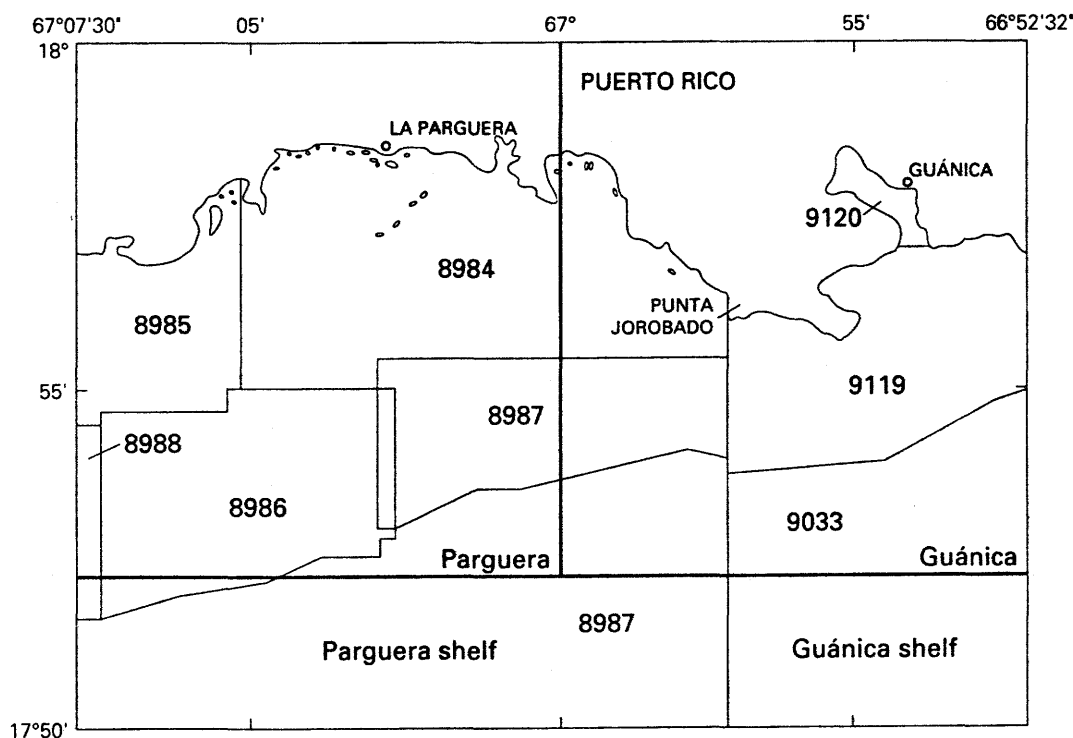 67°07'30" 05' 67° 55' 66°52'32"
18°
PUERTO RICO
LA PARGUERA
GUÁNICA
9120
8984
PUNTA
JOROBADO
8985
55'
9119
8987
8988
8986
9033
Parguera
Guánica
8987
Parguera shelf
Guánica shelf
17°50'